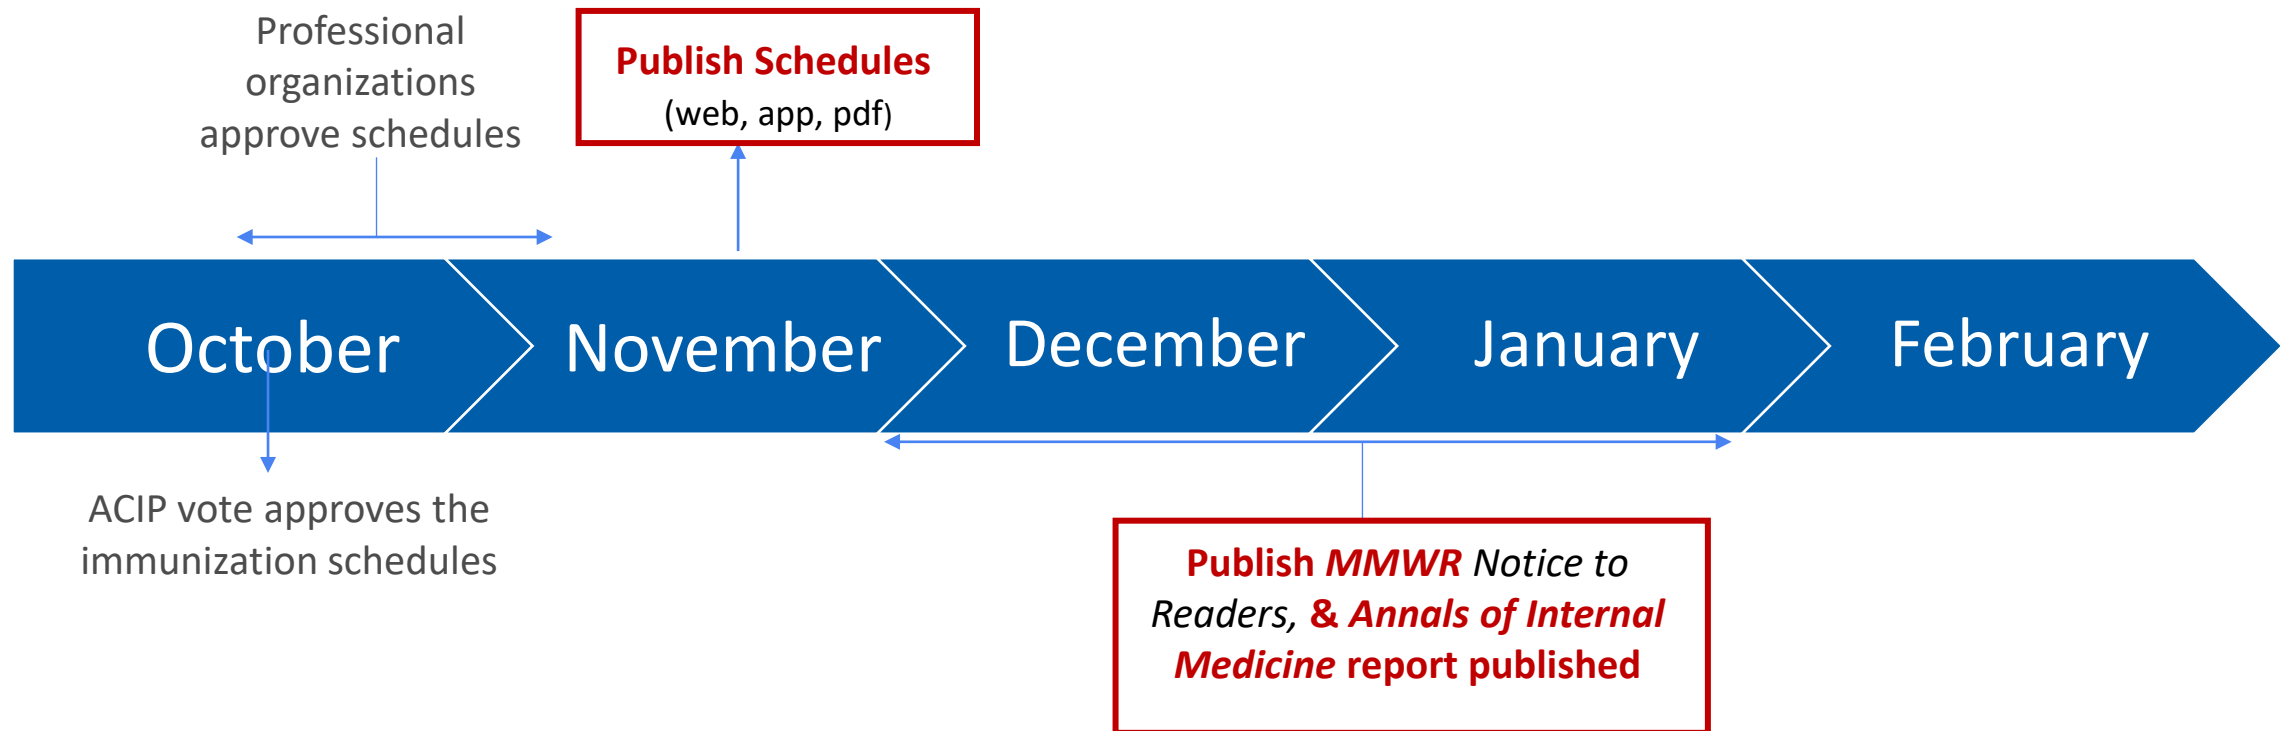 Professional
organizations
approve schedules
Publish Schedules
(web, app, pdf)
October
November
December
January
February
ACIP vote approves the
immunization schedules
Publish MMWR Notice to
Readers, & Annals of Internal
Medicine report published